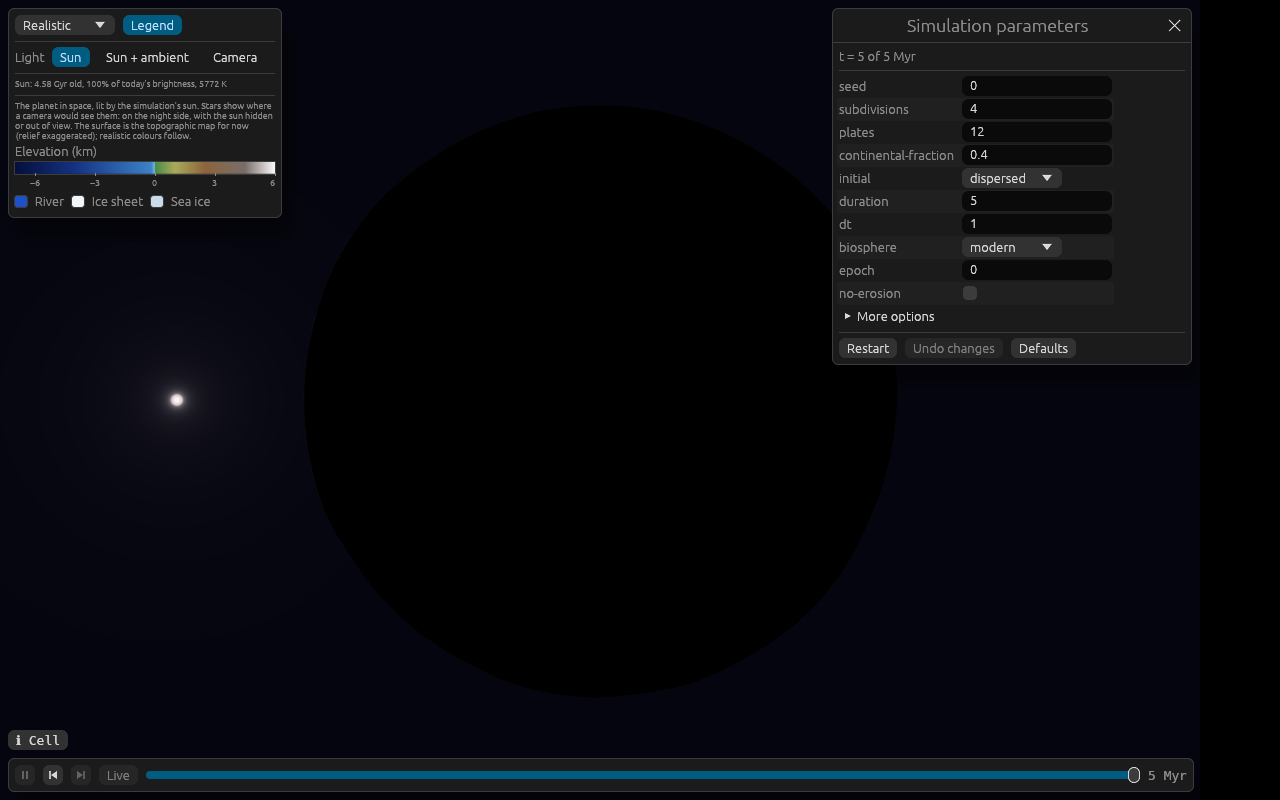 Realistic
Legend
Light Sun Sun + ambient Camera
Sun: 4.58 Gyr old, 100% of today's brightness, 5772 K
The planet in space, lit by the simulation's sun. Stars show where
a camera would see them: on the night side, with the sun hidden
or out of view. The surface is the topographic map for now
(relief exaggerated); realistic colours follow.
Elevation (km)
−6 −3 0 3 6
River Ice sheet Sea ice
Simulation parameters
t = 5 of 5 Myr
seed 0
subdivisions 4
plates 12
continental-fraction 0.4
initial dispersed
duration 5
dt 1
biosphere modern
epoch 0
no-erosion
More options
Restart Undo changes Defaults
ℹ Cell
Live 5 Myr